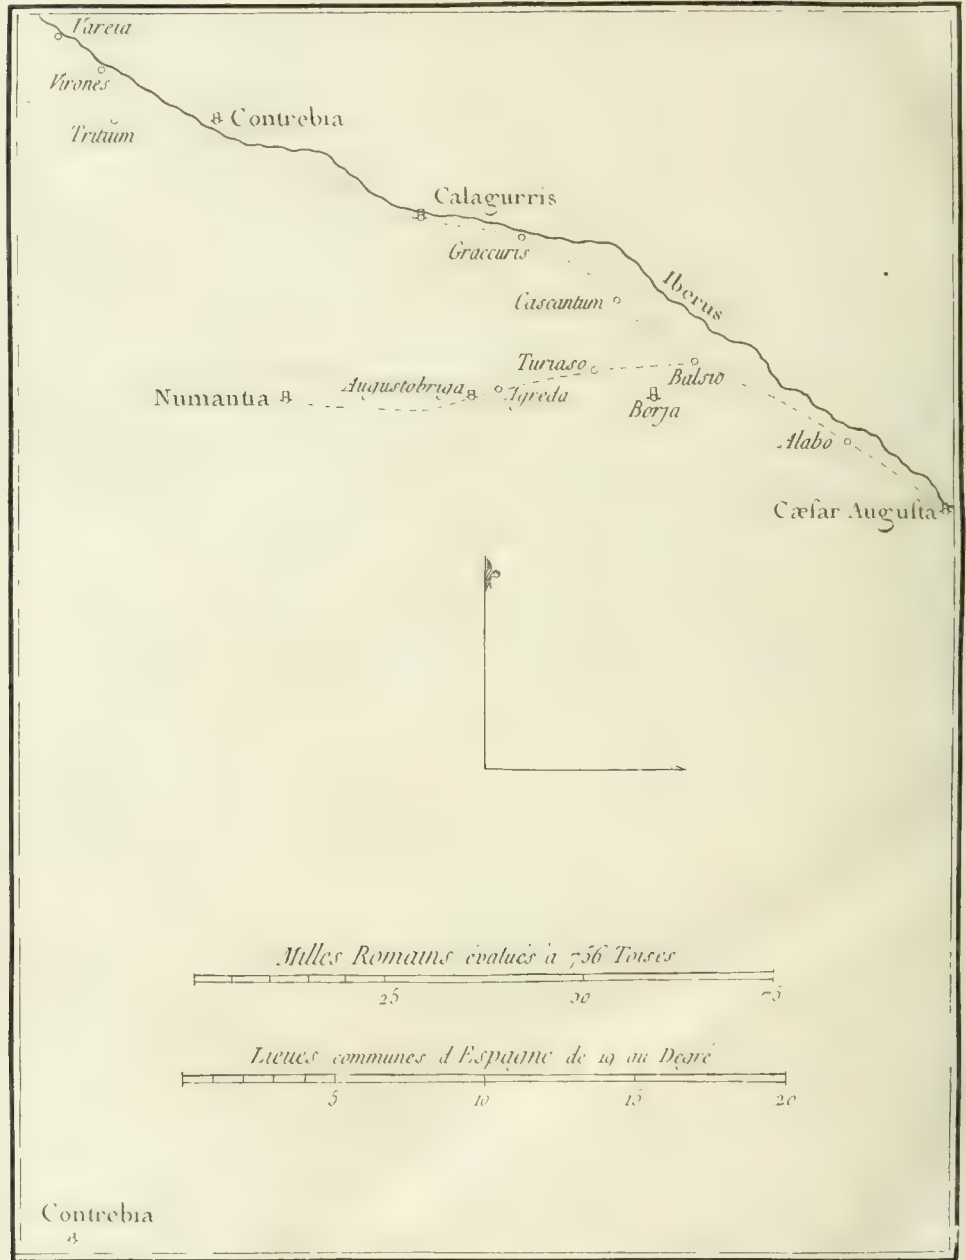 Vareia
Virones
Tritium
Contrebia
Calagurris
Graccuris
Cascantum
Iberus
Turiaso
Balsio
Numantia
Augustobriga
Agreda
Borja
Alabo
Cæſar Auguſta
Milles Romains évalués à 756 Toises
25 50 75
Lieues communes d'Espagne de 19 au Degré
5 10 15 20
Contrebia